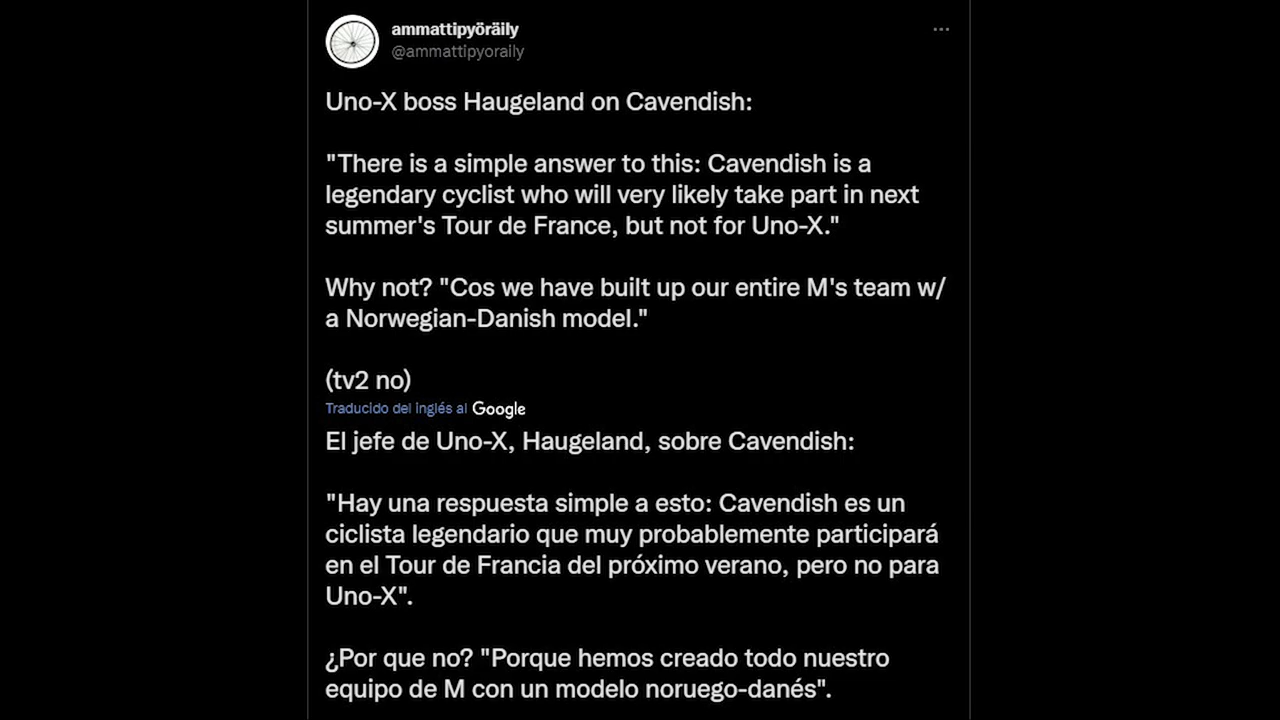 ammattipyöräily
@ammattipyoraily
Uno-X boss Haugeland on Cavendish:
"There is a simple answer to this: Cavendish is a
legendary cyclist who will very likely take part in next
summer's Tour de France, but not for Uno-X."
Why not? "Cos we have built up our entire M's team w/
a Norwegian-Danish model."
(tv2 no)
Traducido del inglés al Google
El jefe de Uno-X, Haugeland, sobre Cavendish:
"Hay una respuesta simple a esto: Cavendish es un
ciclista legendario que muy probablemente participará
en el Tour de Francia del próximo verano, pero no para
Uno-X".
¿Por que no? "Porque hemos creado todo nuestro
equipo de M con un modelo noruego-danés".